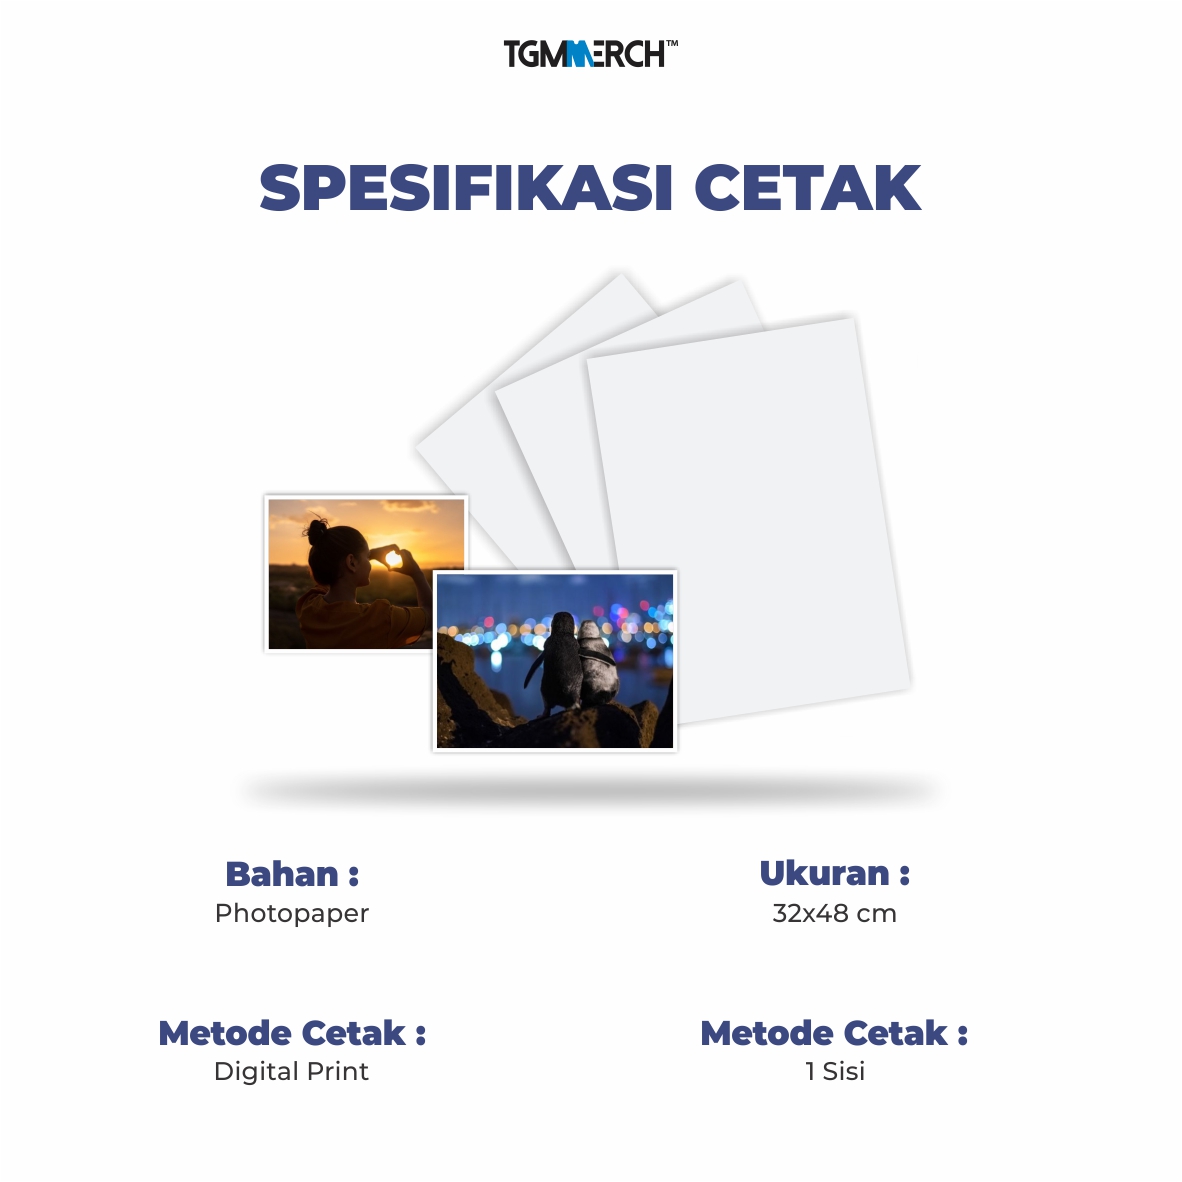 TGMMERCH™
SPESIFIKASI CETAK
Bahan :
Photopaper
Ukuran :
32x48 cm
Metode Cetak :
Digital Print
Metode Cetak :
1 Sisi